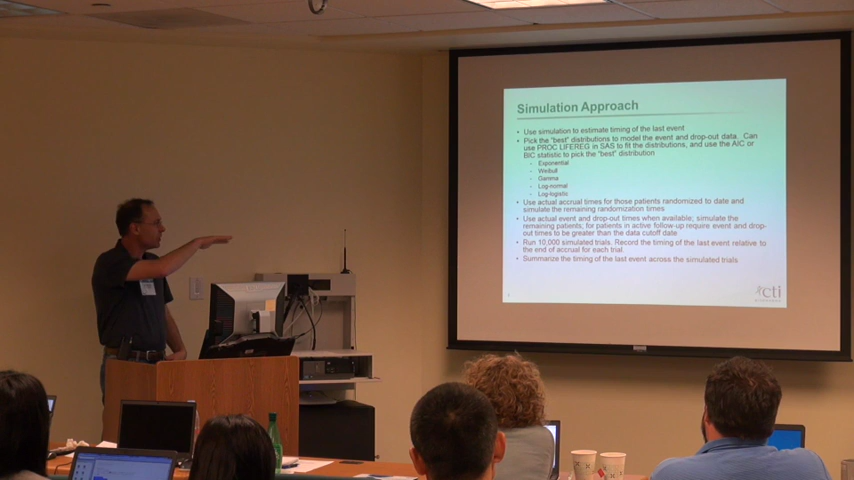 Simulation Approach
• Use simulation to estimate timing of the last event
• Pick the "best" distributions to model the event and drop-out data. Can
use PROC LIFEREG in SAS to fit the distributions, and use the AIC or
BIC statistic to pick the "best" distribution
- Exponential
- Weibull
- Gamma
- Log-normal
- Log-logistic
• Use actual accrual times for those patients randomized to date and
simulate the remaining randomization times
• Use actual event and drop-out times when available; simulate the
remaining patients; for patients in active follow-up require event and drop-
out times to be greater than the data cutoff date
• Run 10,000 simulated trials. Record the timing of the last event relative to
the end of accrual for each trial.
• Summarize the timing of the last event across the simulated trials
cti